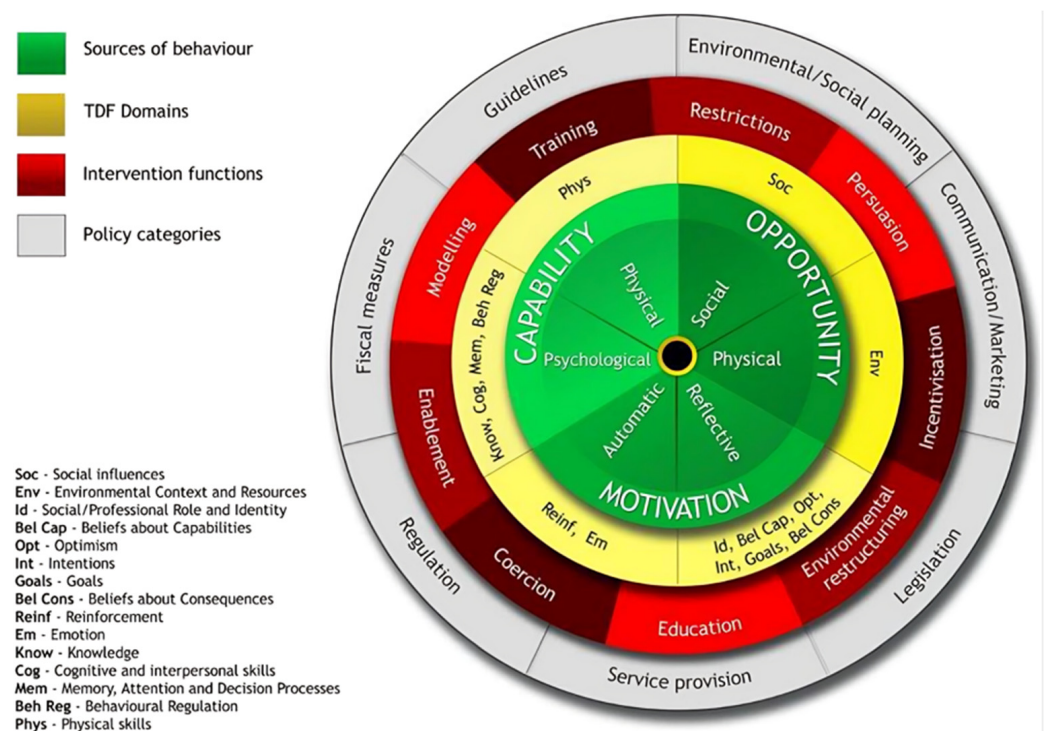 Sources of behaviour
TDF Domains
Intervention functions
Policy categories
Soc - Social influences
Env - Environmental Context and Resources
Id - Social/Professional Role and Identity
Bel Cap - Beliefs about Capabilities
Opt - Optimism
Int - Intentions
Goals - Goals
Bel Cons - Beliefs about Consequences
Reinf - Reinforcement
Em - Emotion
Know - Knowledge
Cog - Cognitive and interpersonal skills
Mem - Memory, Attention and Decision Processes
Beh Reg - Behavioural Regulation
Phys - Physical skills
Guidelines
Environmental/Social planning
Communication/Marketing
Legislation
Service provision
Regulation
Fiscal measures
Training
Restrictions
Persuasion
Incentivisation
Environmental
restructuring
Education
Coercion
Enablement
Modelling
Phys
Soc
Env
Id, Bel Cap, Opt,
Int, Goals, Bel Cons
Reinf, Em
Know, Cog, Mem, Beh Reg
CAPABILITY
OPPORTUNITY
MOTIVATION
Physical
Social
Physical
Reflective
Automatic
Psychological